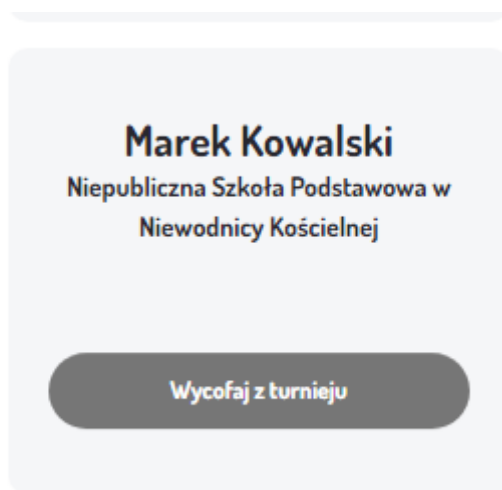 Marek Kowalski
Niepubliczna Szkoła Podstawowa w
Niewodnicy Kościelnej
Wycofaj z turnieju